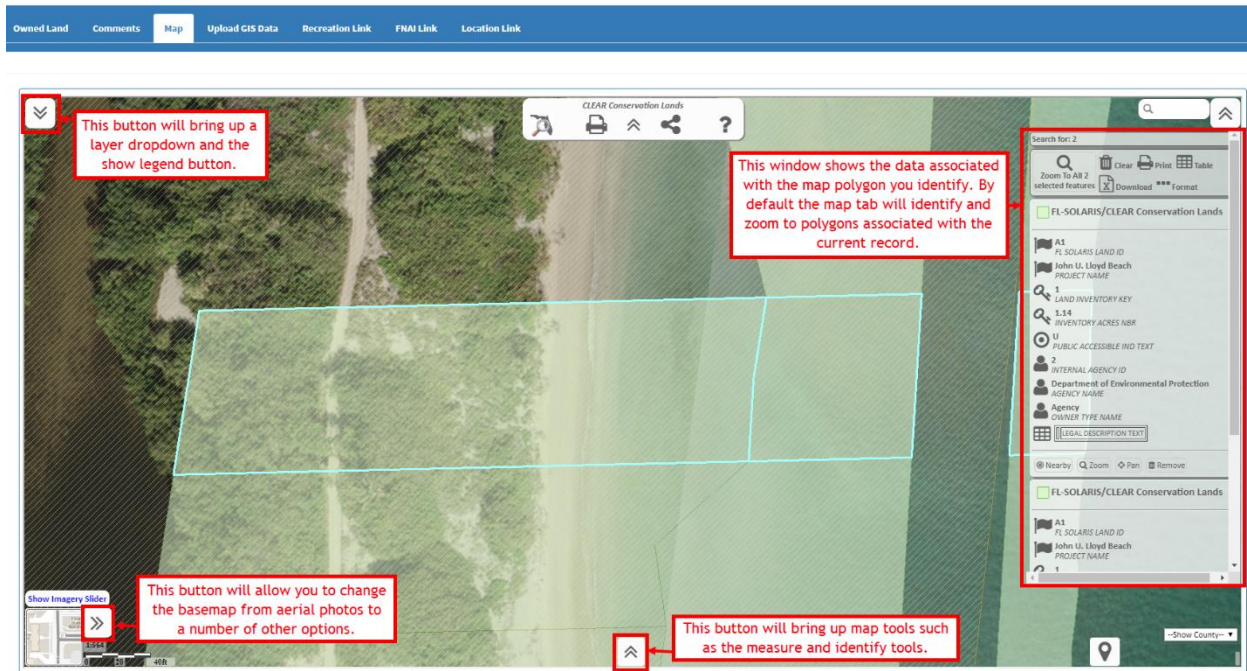 Owned Land Comments Map Upload GIS Data Recreation Link FNAI Link Location Link
CLEAR Conservation Lands
?
This button will bring up a
layer dropdown and the
show legend button.
This window shows the data associated
with the map polygon you identify. By
default the map tab will identify and
zoom to polygons associated with the
current record.
Search for: 2
Zoom To All 2
selected features
Clear Print Table
Download Format
FL-SOLARIS/CLEAR Conservation Lands
A1
FL SOLARIS LAND ID
John U. Lloyd Beach
PROJECT NAME
1
LAND INVENTORY KEY
1.14
INVENTORY ACRES NBR
U
PUBLIC ACCESSIBLE IND TEXT
2
INTERNAL AGENCY ID
Department of Environmental Protection
AGENCY NAME
Agency
OWNER TYPE NAME
LEGAL DESCRIPTION TEXT
Nearby Zoom Pan Remove
FL-SOLARIS/CLEAR Conservation Lands
A1
FL SOLARIS LAND ID
John U. Lloyd Beach
PROJECT NAME
1
Show Imagery Slider
This button will allow you to change
the basemap from aerial photos to
a number of other options.
1:564
0 20 40ft
This button will bring up map tools such
as the measure and identify tools.
--Show County--